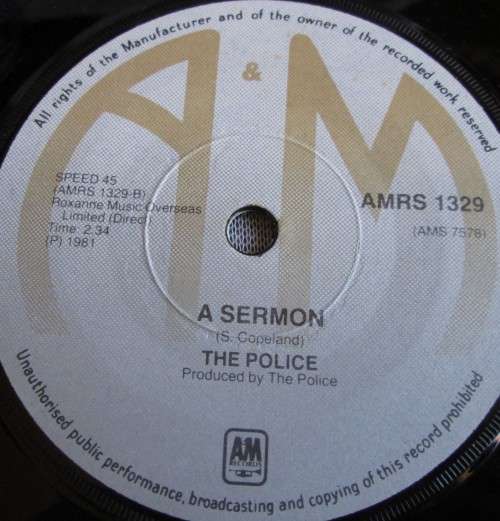 All rights of the Manufacturer and of the owner of the recorded work reserved
A & M
SPEED 45
(AMRS 1329-B)
Roxanne Music Overseas
Limited (Direct)
Time: 2.34
(P) 1981
AMRS 1329
(AMS 7578)
A SERMON
(S. Copeland)
THE POLICE
Produced by The Police
A&M
RECORDS
Unauthorised public performance, broadcasting and copying of this record prohibited